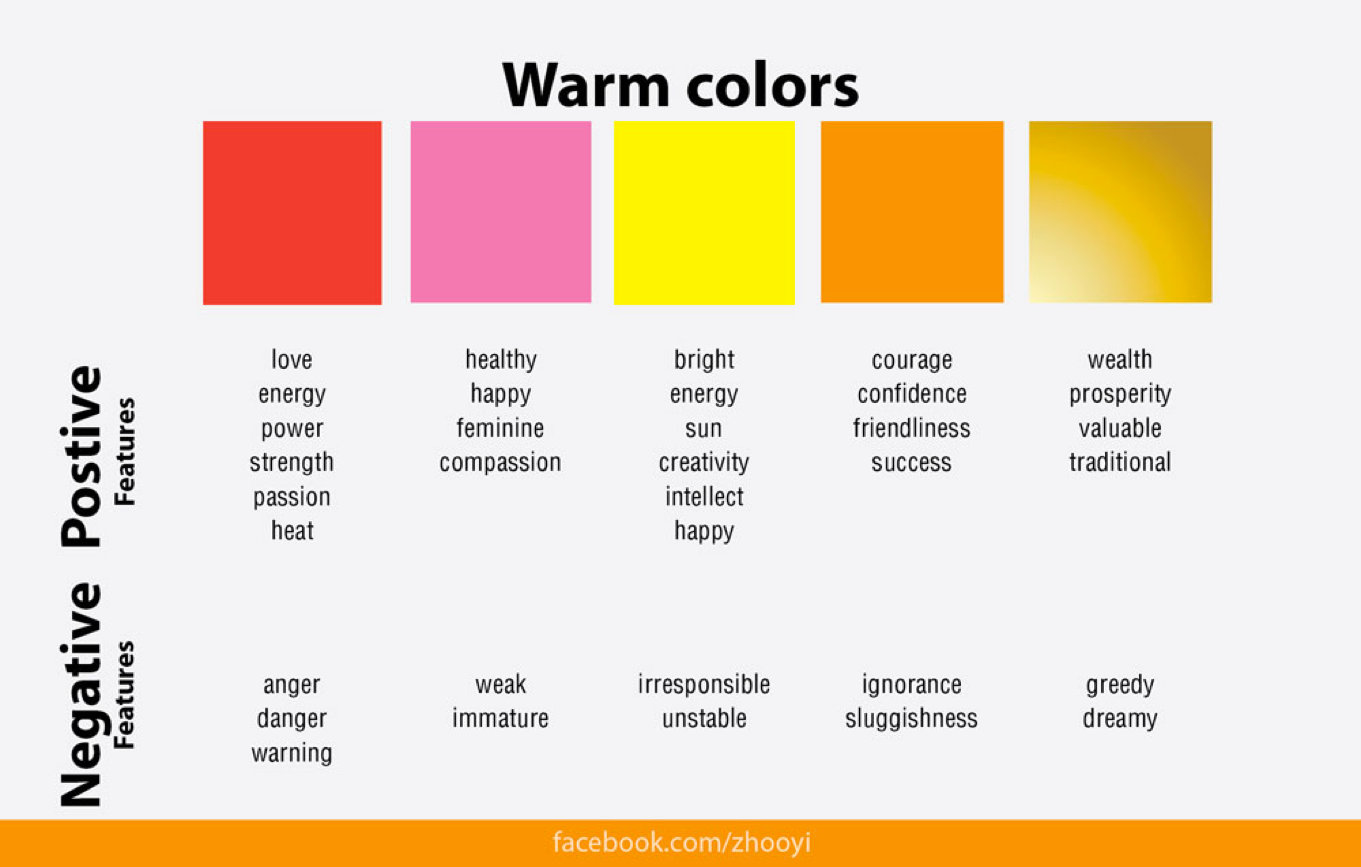 Warm colors
Postive
Features
love
energy
power
strength
passion
heat
healthy
happy
feminine
compassion
bright
energy
sun
creativity
intellect
happy
courage
confidence
friendliness
success
wealth
prosperity
valuable
traditional
Negative
Features
anger
danger
warning
weak
immature
irresponsible
unstable
ignorance
sluggishness
greedy
dreamy
facebook.com/zhooyi